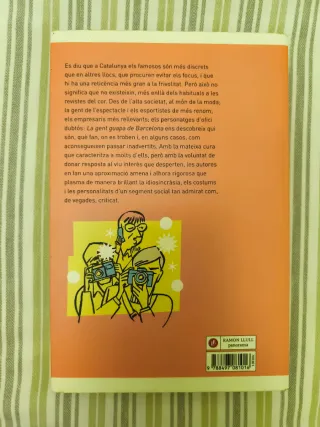 Es diu que a Catalunya els famosos són més discrets
que en altres llocs, que procuren evitar els focus, i que
hi ha una reticència més gran a la frivolitat. Però això no
significa que no existeixin, més enllà dels habituals a les
revistes del cor. Des de l'alta societat, al món de la moda,
la gent de l'espectacle i els esportistes de més renom,
els empresaris més rellevants, els personatges d'ofici
dubtós: La gent guapa de Barcelona ens descobreix qui
són, què fan, on es troben i, en alguns casos, com
aconsegueixen passar inadvertits. Amb la mateixa cura
que caracteritza a molts d'ells, però amb la voluntat de
donar resposta al viu interès que desperten, les autores
en fan una aproximació amena i alhora rigorosa que
plasma de manera brillant la idiosincràsia, els costums
i les personalitats d'un segment social tan admirat com,
de vegades, criticat.
RAMON LLULL
panorama
9 788497 081016